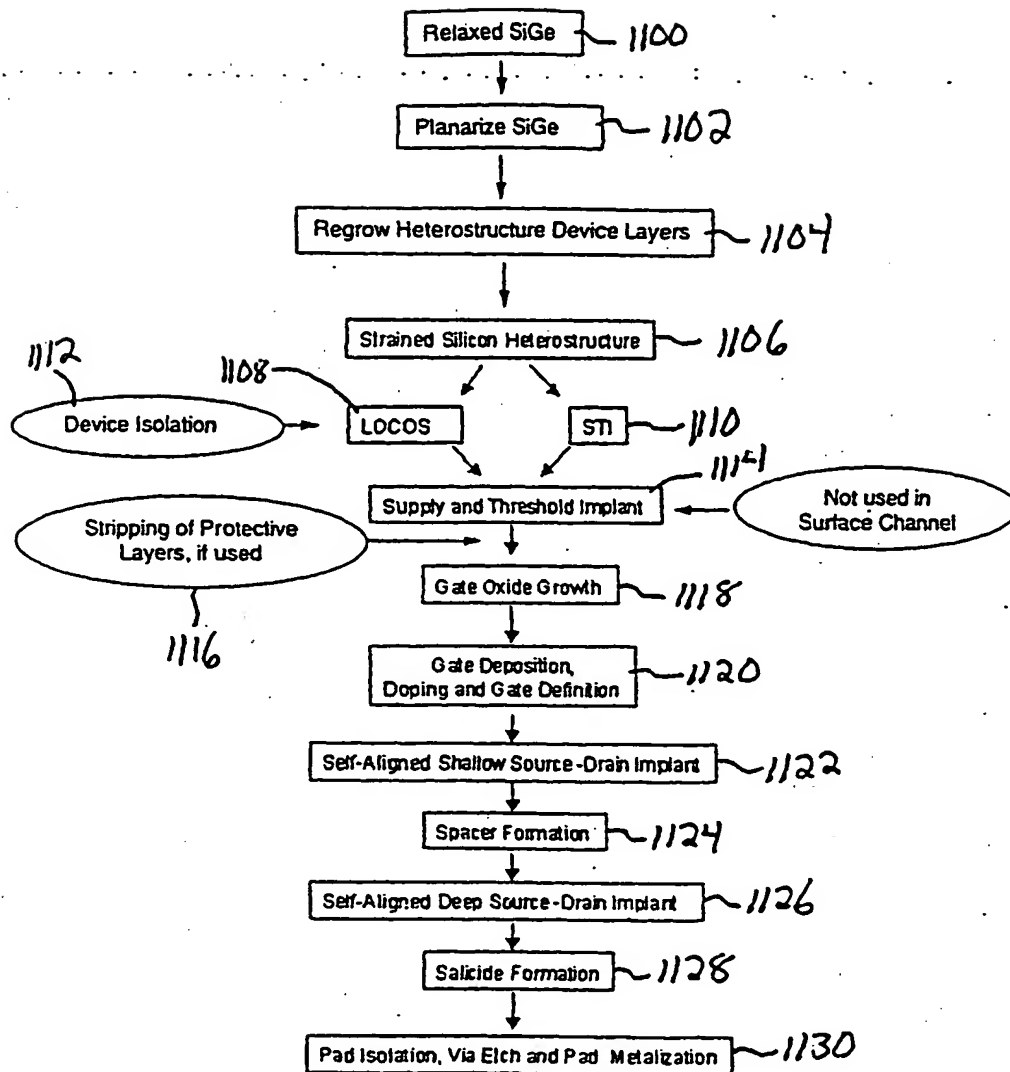 Relaxed SiGe 1100
Planarize SiGe 1102
Regrow Heterostructure Device Layers 1104
Strained Silicon Heterostructure 1106
1112
1108
Device Isolation
LOCOS
STI
1110
1114
Supply and Threshold Implant
Not used in
Surface Channel
Stripping of Protective
Layers, if used
1116
Gate Oxide Growth 1118
Gate Deposition,
Doping and Gate Definition
1120
Self-Aligned Shallow Source-Drain Implant 1122
Spacer Formation 1124
Self-Aligned Deep Source-Drain Implant 1126
Salicide Formation 1128
Pad Isolation, Via Etch and Pad Metalization 1130